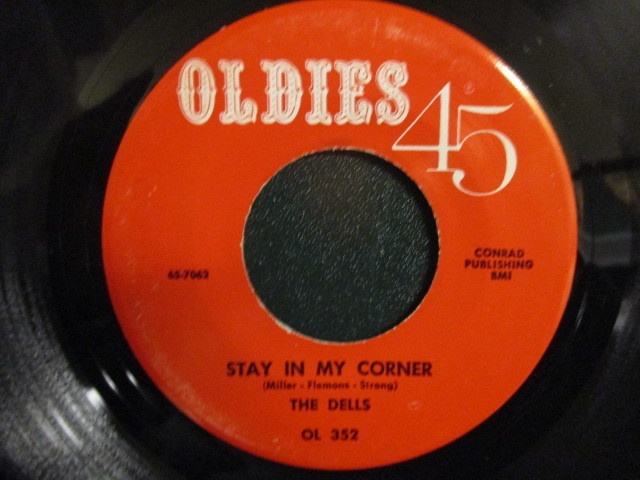 OLDIES
45
65-7062
CONRAD
PUBLISHING
BMI
STAY IN MY CORNER
(Miller - Flemons - Strong)
THE DELLS
OL 352